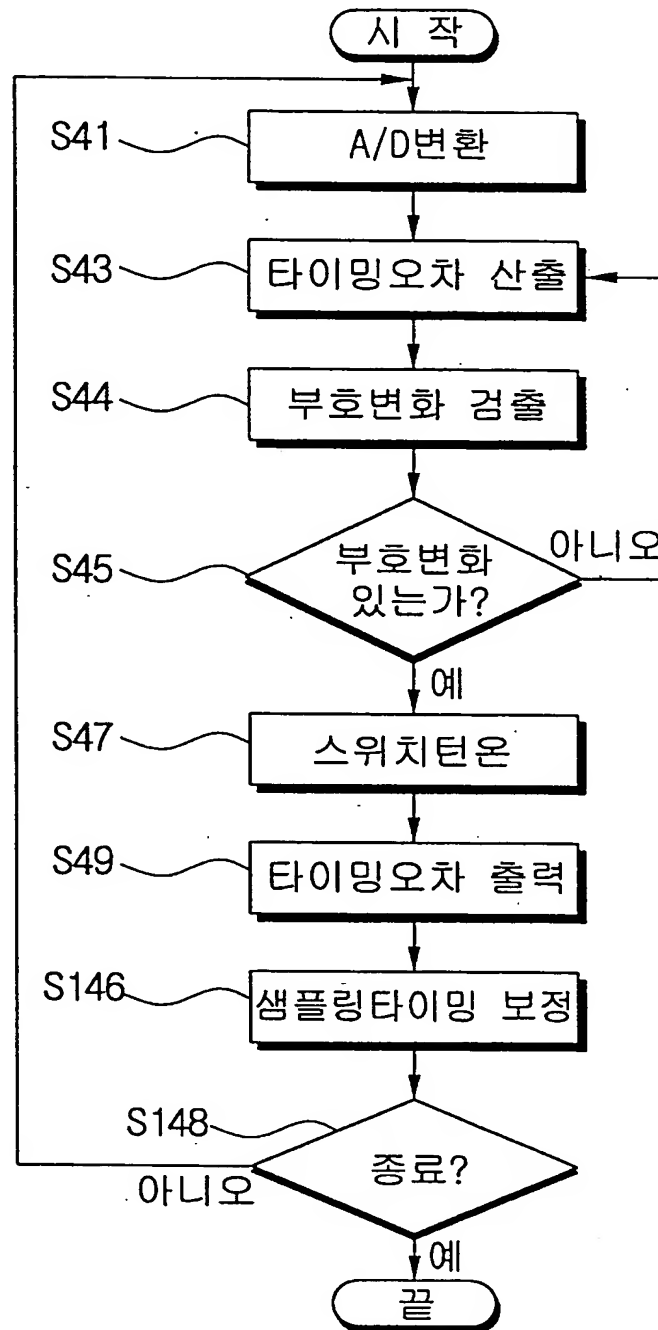 시 작
S41
A/D변환
S43
타이밍오차 산출
S44
부호변화 검출
S45
부호변화
있는가?
아니오
예
S47
스위치턴온
S49
타이밍오차 출력
S146
샘플링타이밍 보정
S148
종료?
아니오
예
끝